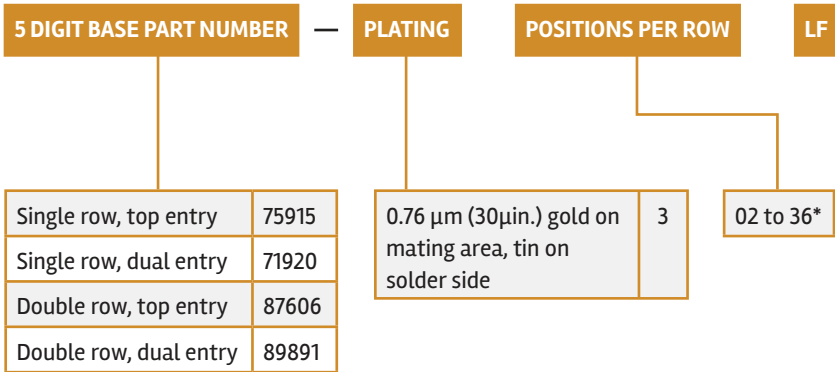 5 DIGIT BASE PART NUMBER — PLATING POSITIONS PER ROW LF
Single row, top entry 75915
Single row, dual entry 71920
Double row, top entry 87606
Double row, dual entry 89891
0.76 µm (30µin.) gold on 3
mating area, tin on
solder side
02 to 36*